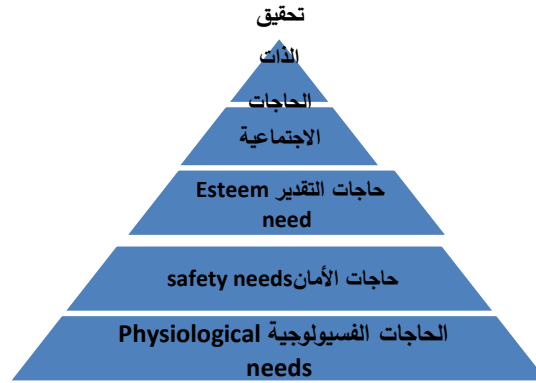 تحقيق
الذات
الحاجات
الاجتماعية
حاجات التقدير Esteem
need
حاجات الأمانsafety needs
الحاجات الفسيولوجية Physiological
needs